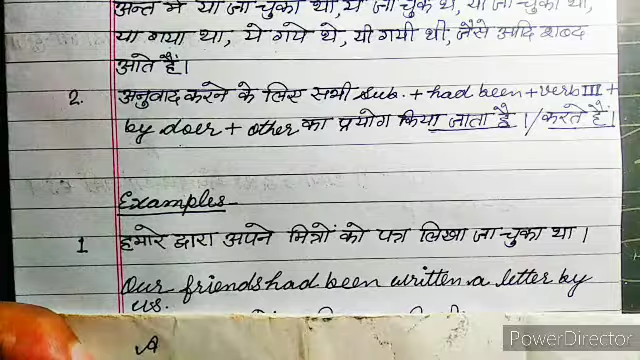 अन्त में या जा चुका था, ये जा चुके थे, यी जा चुकी थी,
या गया था, ये गये थे, यी गयी थी, जैसे आदि शब्द
आते हैं।
2. अनुवाद करने के लिए सभी sub. + had been + verb III +
by doer + other का प्रयोग किया जाता है। / करते हैं।
Examples-
1 हमारे द्वारा अपने मित्रों को पत्र लिखा जा चुका था।
Our friends had been written a letter by
us.
PowerDirector